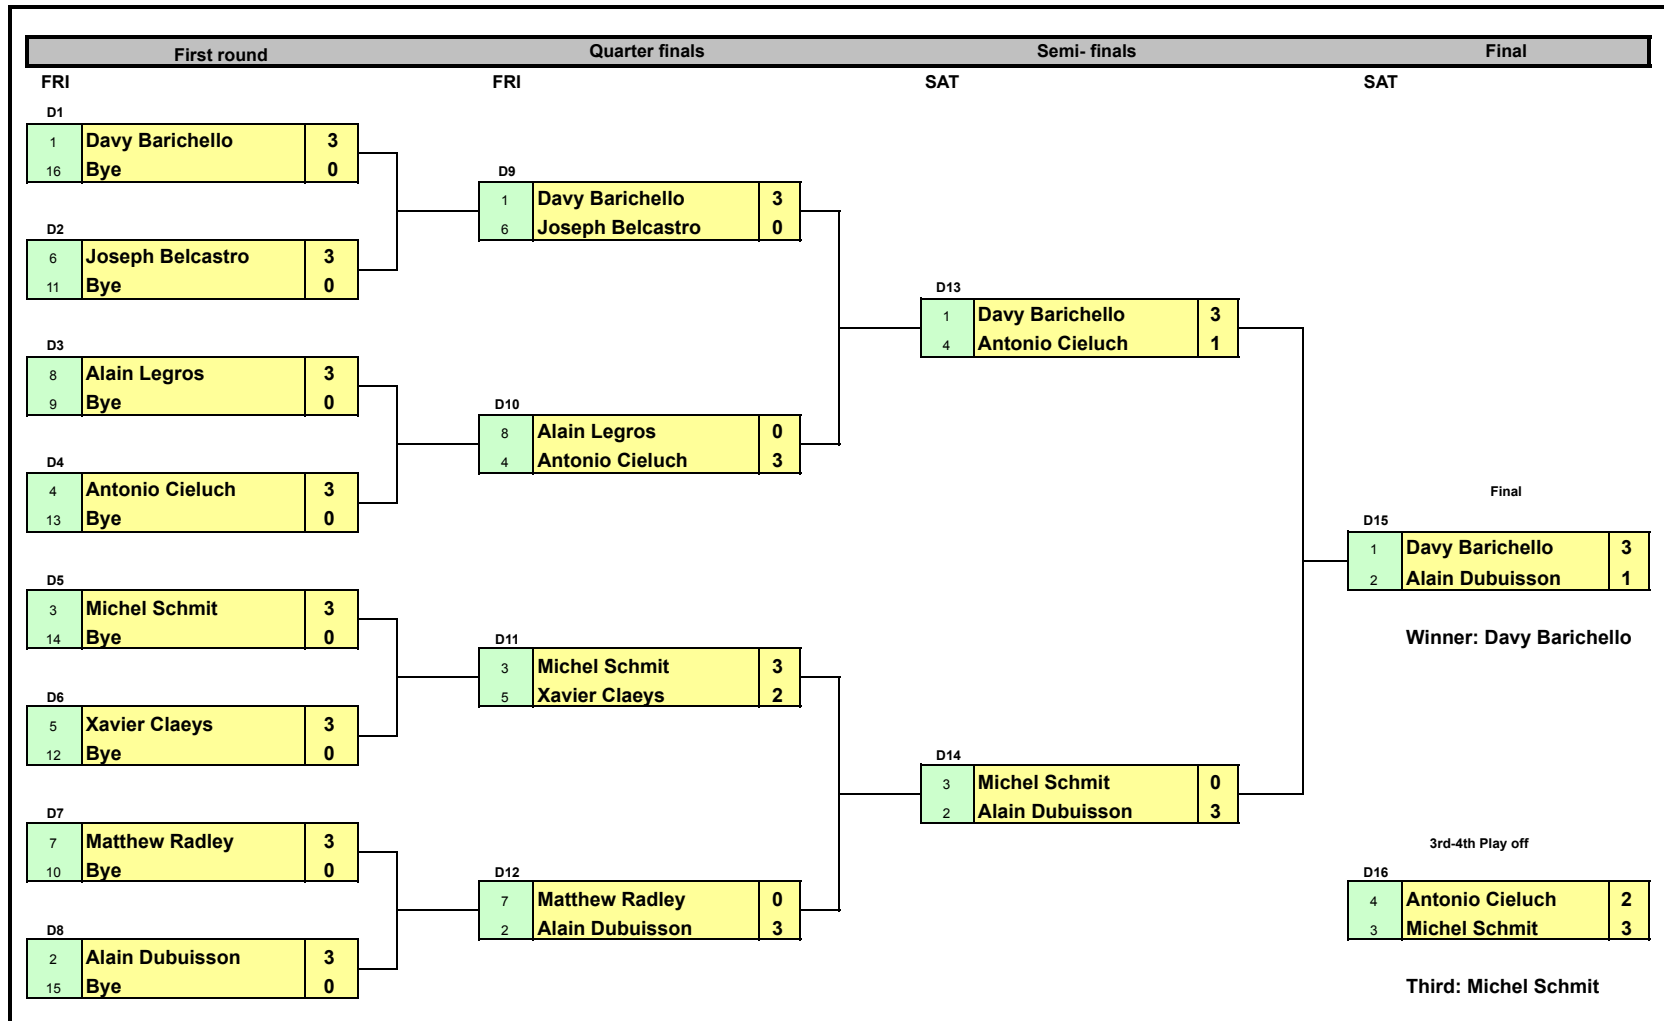 First round Quarter finals Semi- finals Final
FRI FRI SAT SAT
D1
1 Davy Barichello 3
16 Bye 0
D2
6 Joseph Belcastro 3
11 Bye 0
D3
8 Alain Legros 3
9 Bye 0
D4
4 Antonio Cieluch 3
13 Bye 0
D5
3 Michel Schmit 3
14 Bye 0
D6
5 Xavier Claeys 3
12 Bye 0
D7
7 Matthew Radley 3
10 Bye 0
D8
2 Alain Dubuisson 3
15 Bye 0
D9
1 Davy Barichello 3
6 Joseph Belcastro 0
D10
8 Alain Legros 0
4 Antonio Cieluch 3
D11
3 Michel Schmit 3
5 Xavier Claeys 2
D12
7 Matthew Radley 0
2 Alain Dubuisson 3
D13
1 Davy Barichello 3
4 Antonio Cieluch 1
D14
3 Michel Schmit 0
2 Alain Dubuisson 3
Final
D15
1 Davy Barichello 3
2 Alain Dubuisson 1
Winner: Davy Barichello
3rd-4th Play off
D16
4 Antonio Cieluch 2
3 Michel Schmit 3
Third: Michel Schmit